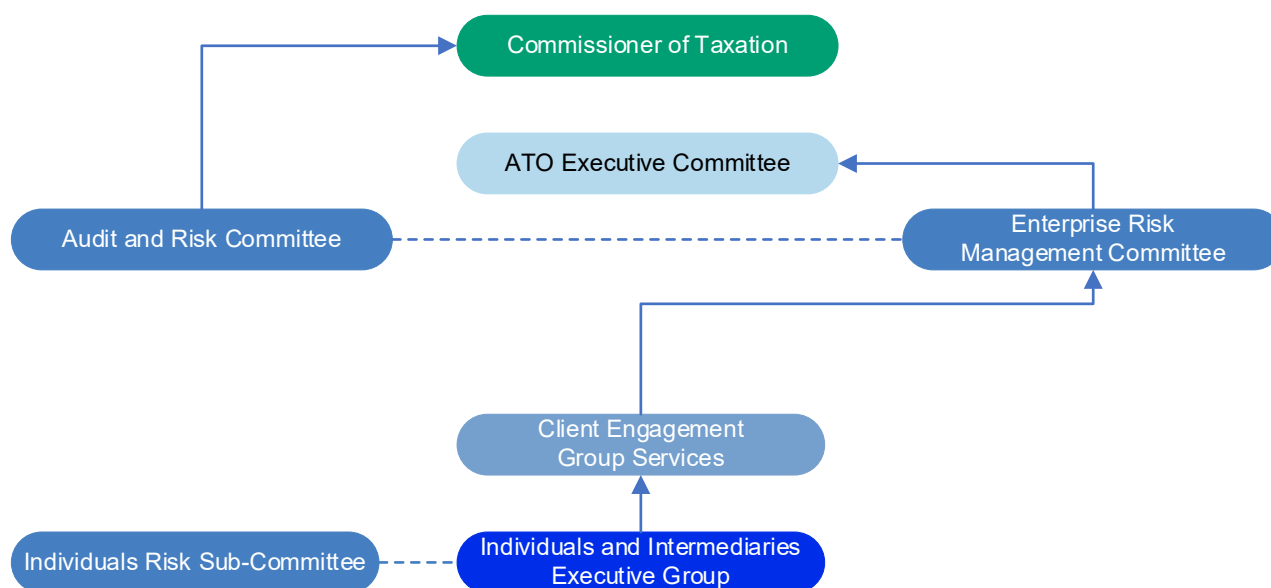 Commissioner of Taxation
ATO Executive Committee
Audit and Risk Committee
Enterprise Risk
Management Committee
Client Engagement
Group Services
Individuals Risk Sub-Committee
Individuals and Intermediaries
Executive Group